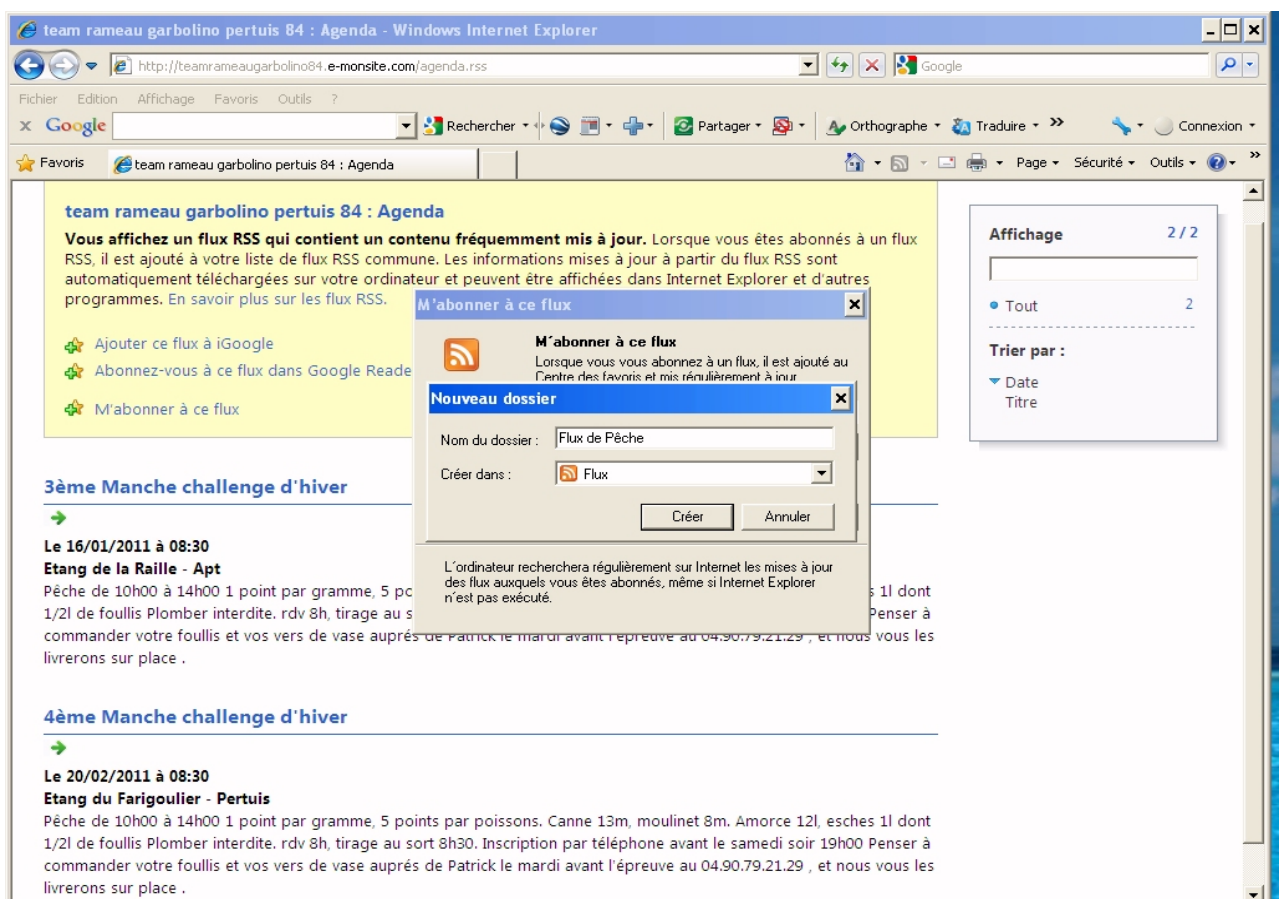 team rameau garbolino pertuis 84 : Agenda - Windows Internet Explorer
http://teamrameaugarbolino84.e-monsite.com/agenda.rss
Google
Fichier Edition Affichage Favoris Outils ?
x Google Rechercher Partager Orthographe Traduire » Connexion
Favoris team rameau garbolino pertuis 84 : Agenda Page Sécurité Outils »
team rameau garbolino pertuis 84 : Agenda
Vous affichez un flux RSS qui contient un contenu fréquemment mis à jour. Lorsque vous êtes abonnés à un flux
RSS, il est ajouté à votre liste de flux RSS commune. Les informations mises à jour à partir du flux RSS sont
automatiquement téléchargées sur votre ordinateur et peuvent être affichées dans Internet Explorer et d'autres
programmes. En savoir plus sur les flux RSS.
Ajouter ce flux à iGoogle
Abonnez-vous à ce flux dans Google Reade
M'abonner à ce flux
Affichage 2 / 2
Tout 2
Trier par :
Date
Titre
M'abonner à ce flux
M´abonner à ce flux
Lorsque vous vous abonnez à un flux, il est ajouté au
Centre des favoris et mis régulièrement à jour
Nouveau dossier
Nom du dossier : Flux de Pêche
Créer dans : Flux
Créer Annuler
L´ordinateur recherchera régulièrement sur Internet les mises à jour
des flux auxquels vous êtes abonnés, même si Internet Explorer
n´est pas exécuté.
3ème Manche challenge d'hiver
Le 16/01/2011 à 08:30
Etang de la Raille - Apt
Pêche de 10h00 à 14h00 1 point par gramme, 5 po s 1l dont
1/2l de foullis Plomber interdite. rdv 8h, tirage au s Penser à
commander votre foullis et vos vers de vase auprés de Patrick le mardi avant l'épreuve au 04.90.79.21.29 , et nous vous les
livrerons sur place .
4ème Manche challenge d'hiver
Le 20/02/2011 à 08:30
Etang du Farigoulier - Pertuis
Pêche de 10h00 à 14h00 1 point par gramme, 5 points par poissons. Canne 13m, moulinet 8m. Amorce 12l, esches 1l dont
1/2l de foullis Plomber interdite. rdv 8h, tirage au sort 8h30. Inscription par téléphone avant le samedi soir 19h00 Penser à
commander votre foullis et vos vers de vase auprés de Patrick le mardi avant l'épreuve au 04.90.79.21.29 , et nous vous les
livrerons sur place .